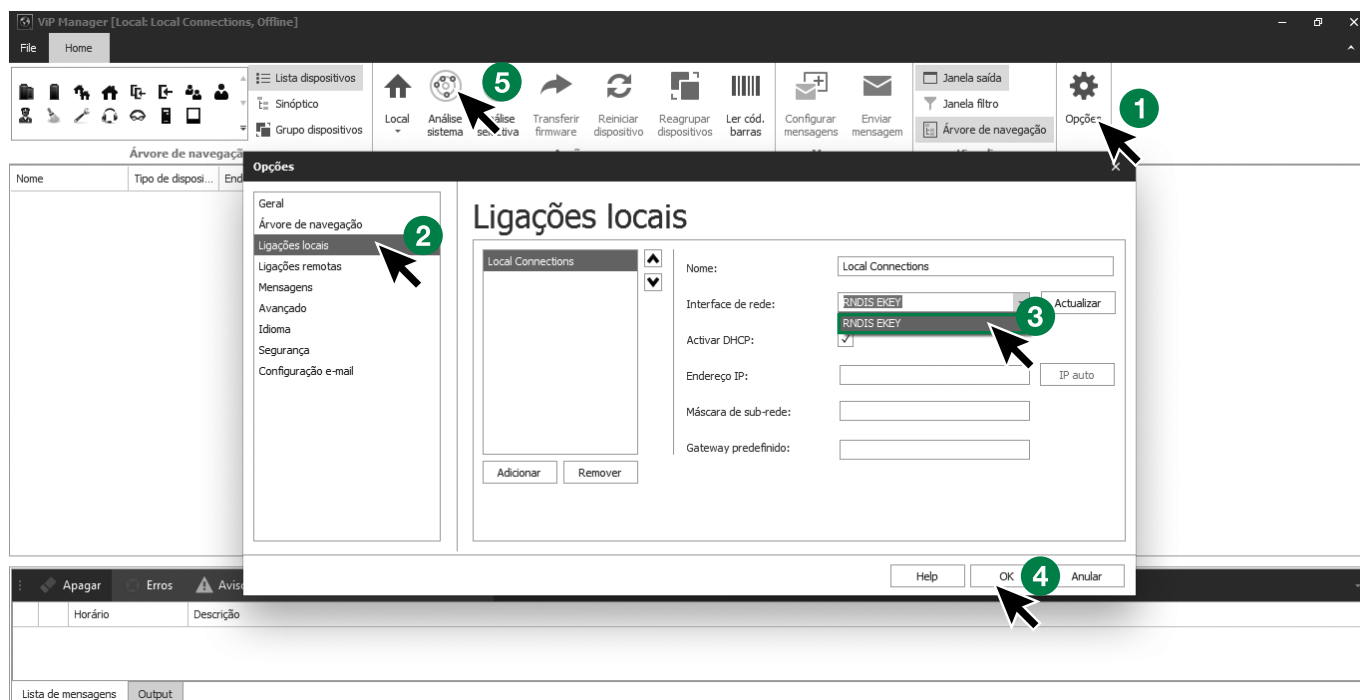 ViP Manager [Local: Local Connections, Offline]
File Home
Lista dispositivos
Sinóptico
Grupo dispositivos
Árvore de navegaçã
Local
Análise sistema
5
Transferir firmware
Reiniciar dispositivo
Reagrupar dispositivos
Ler cód. barras
Configurar mensagens
Enviar mensagem
Janela saída
Janela filtro
Árvore de navegação
Opções
1
Nome Tipo de disposi... End
Opções
Geral
Árvore de navegação
Ligações locais
2
Ligações remotas
Mensagens
Avançado
Idioma
Segurança
Configuração e-mail
Ligações locais
Local Connections
Adicionar Remover
Nome: Local Connections
Interface de rede: RNDIS EKEY Actualizar
RNDIS EKEY
3
Activar DHCP:
Endereço IP: IP auto
Máscara de sub-rede:
Gateway predefinido:
Help OK 4 Anular
Apagar Erros Aviso
Horário Descrição
Lista de mensagens Output